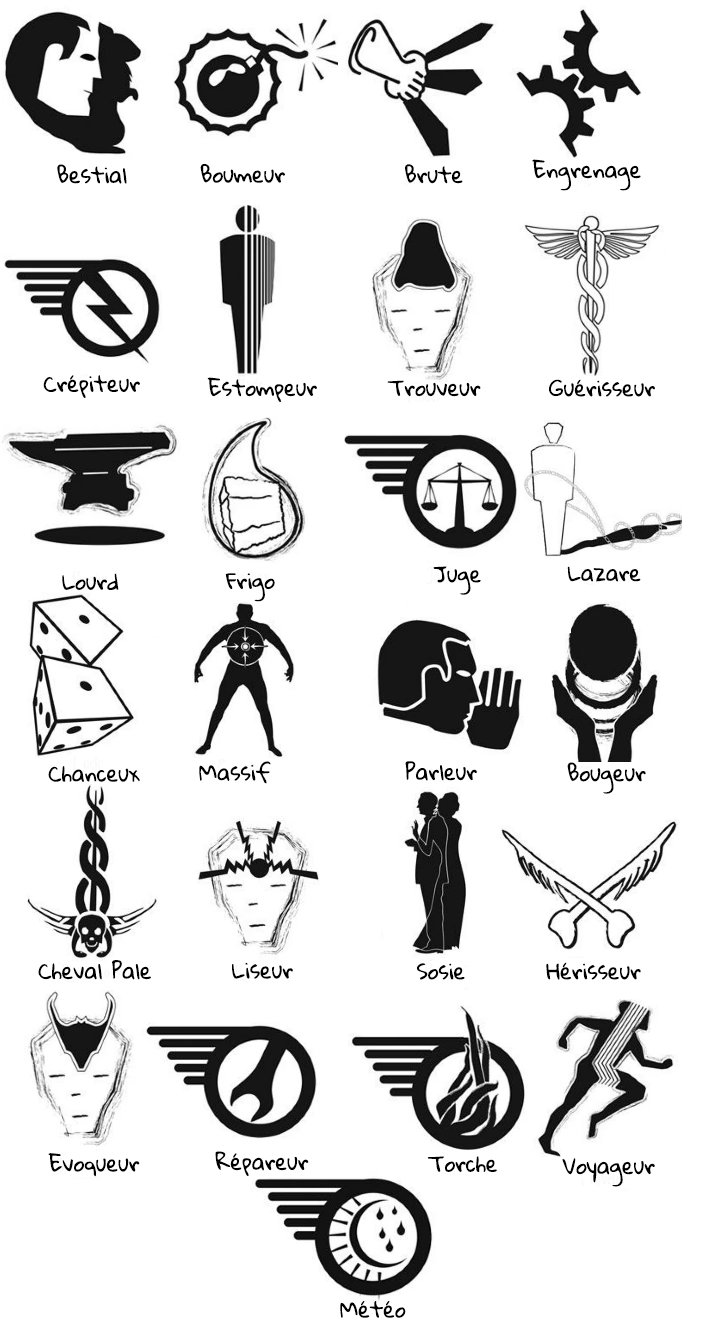 Bestial Boumeur Brute Engrenage
Crépiteur Estompeur Trouveur Guérisseur
Lourd Frigo Juge Lazare
Chanceux Massif Parleur Bougeur
Cheval Pale Liseur Sosie Hérisseur
Evoqueur Répareur Torche Voyageur
Météo